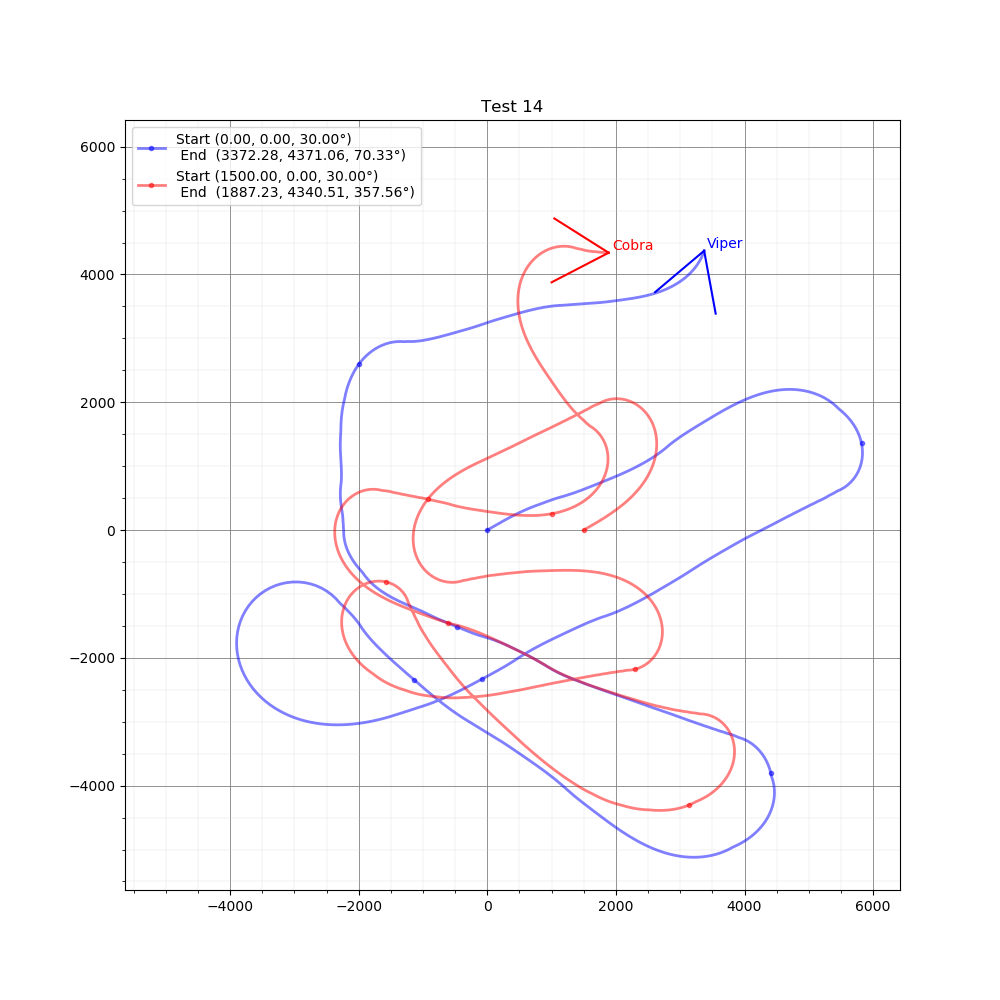 Test 14
Start (0.00, 0.00, 30.00°)
End (3372.28, 4371.06, 70.33°)
Start (1500.00, 0.00, 30.00°)
End (1887.23, 4340.51, 357.56°)
6000
4000
2000
0
−2000
−4000
Cobra
Viper
−4000
−2000
0
2000
4000
6000